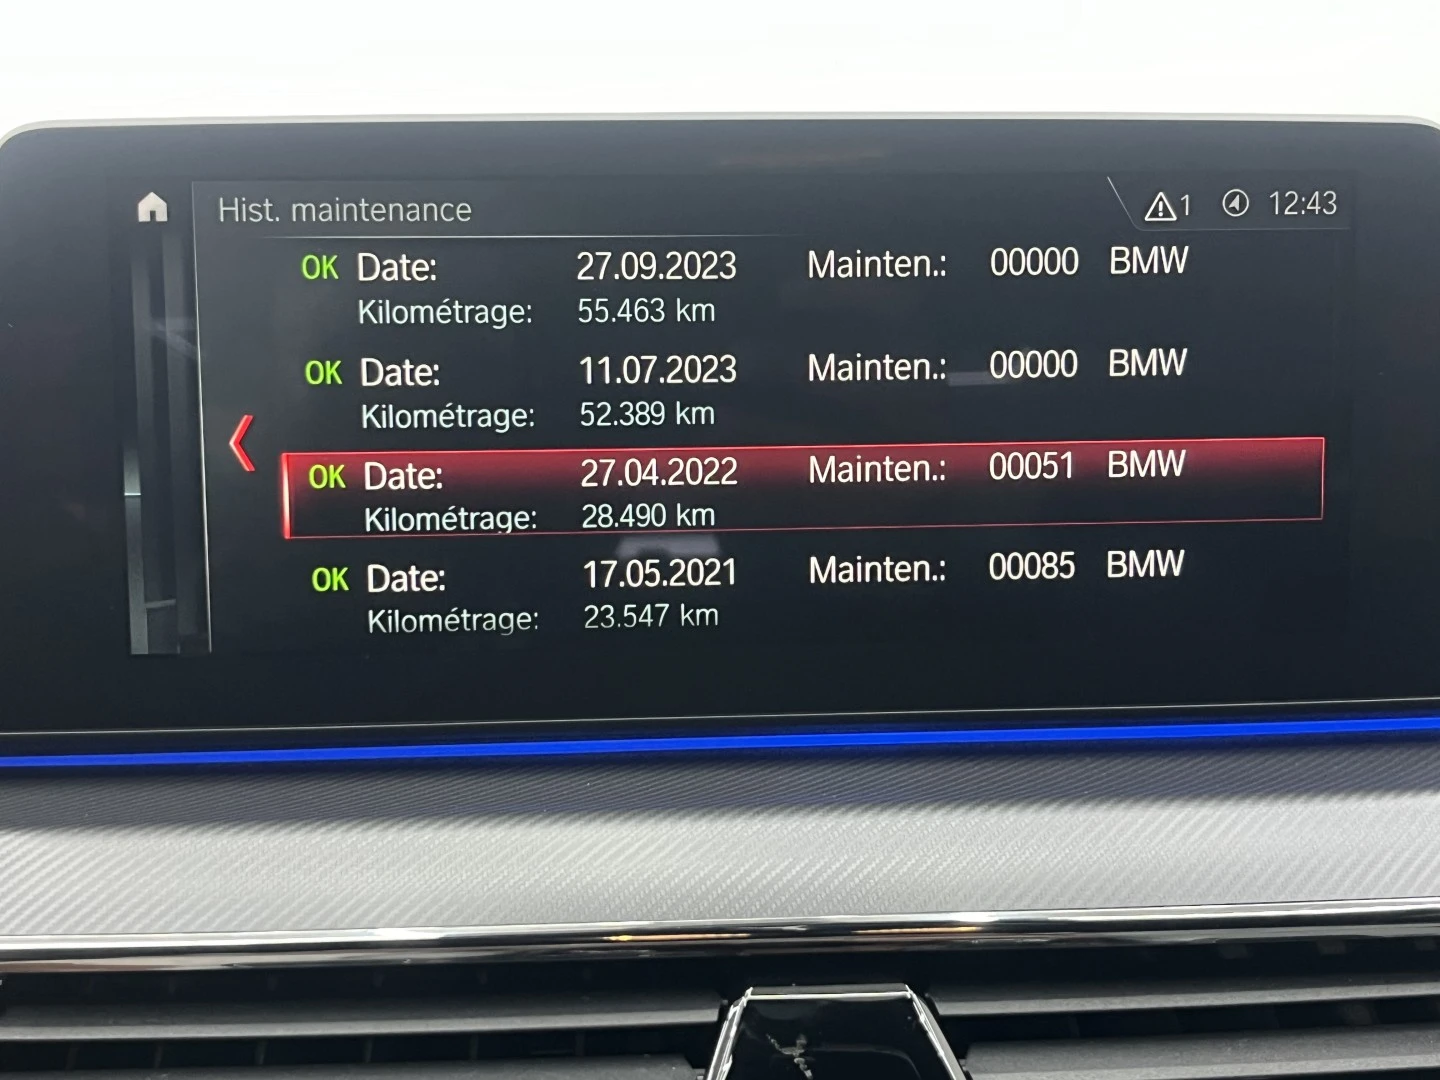 Hist. maintenance 1 12:43
OK Date: 27.09.2023 Mainten.: 00000 BMW
Kilométrage: 55.463 km
OK Date: 11.07.2023 Mainten.: 00000 BMW
Kilométrage: 52.389 km
OK Date: 27.04.2022 Mainten.: 00051 BMW
Kilométrage: 28.490 km
OK Date: 17.05.2021 Mainten.: 00085 BMW
Kilométrage: 23.547 km